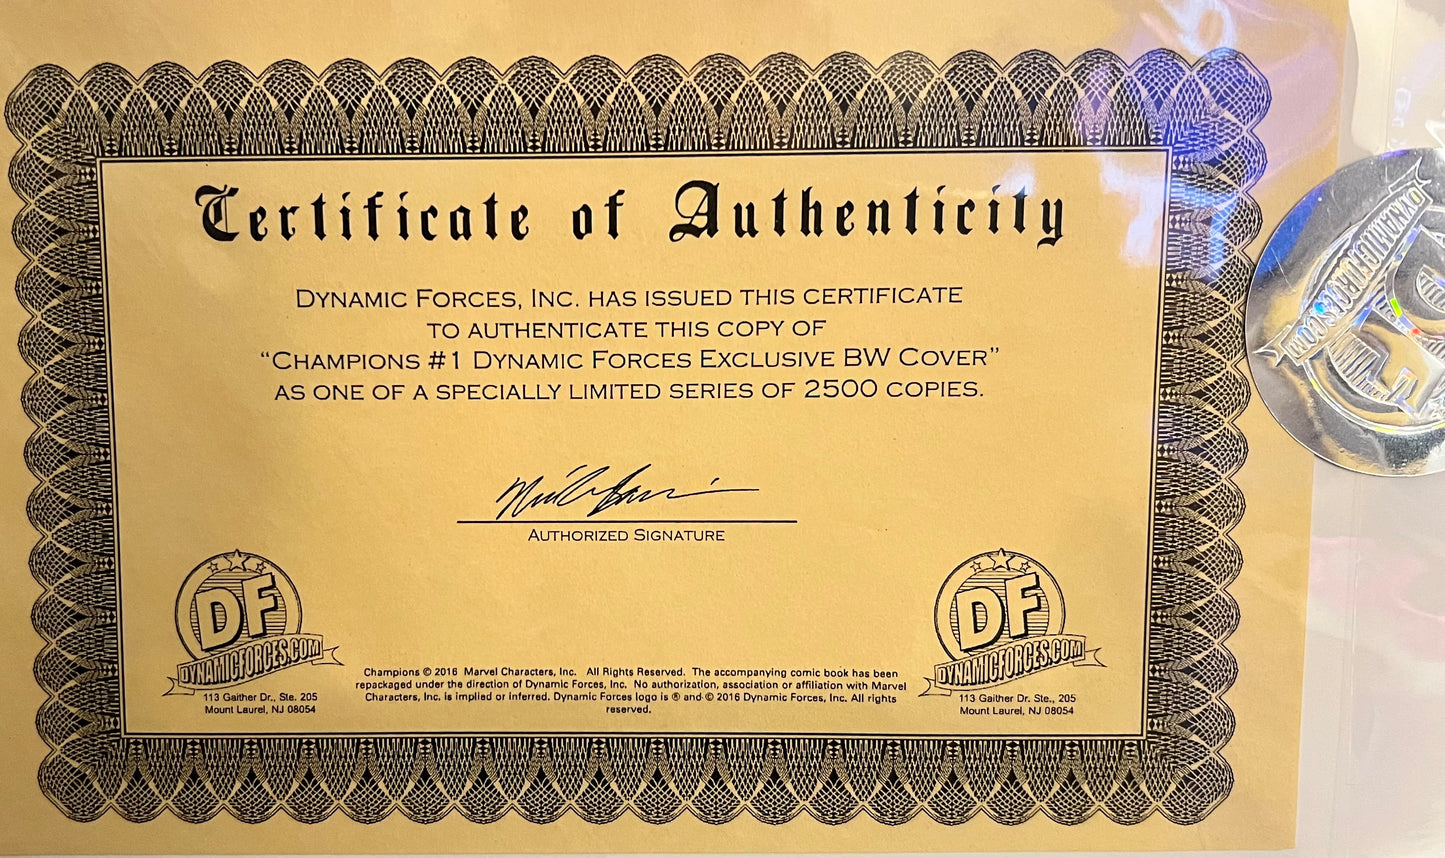 Certificate of Authenticity
DYNAMIC FORCES, INC. HAS ISSUED THIS CERTIFICATE
TO AUTHENTICATE THIS COPY OF
“CHAMPIONS #1 DYNAMIC FORCES EXCLUSIVE BW COVER”
AS ONE OF A SPECIALLY LIMITED SERIES OF 2500 COPIES.
AUTHORIZED SIGNATURE
DF
DYNAMICFORCES.COM
113 Gaither Dr., Ste. 205
Mount Laurel, NJ 08054
Champions © 2016 Marvel Characters, Inc. All Rights Reserved. The accompanying comic book has been
repackaged under the direction of Dynamic Forces, Inc. No authorization, association or affiliation with Marvel
Characters, Inc. is implied or inferred. Dynamic Forces logo is ® and © 2016 Dynamic Forces, Inc. All rights
reserved.
DF
DYNAMICFORCES.COM
113 Gaither Dr. Ste., 205
Mount Laurel, NJ 08054
DYNAMICFORCES.COM